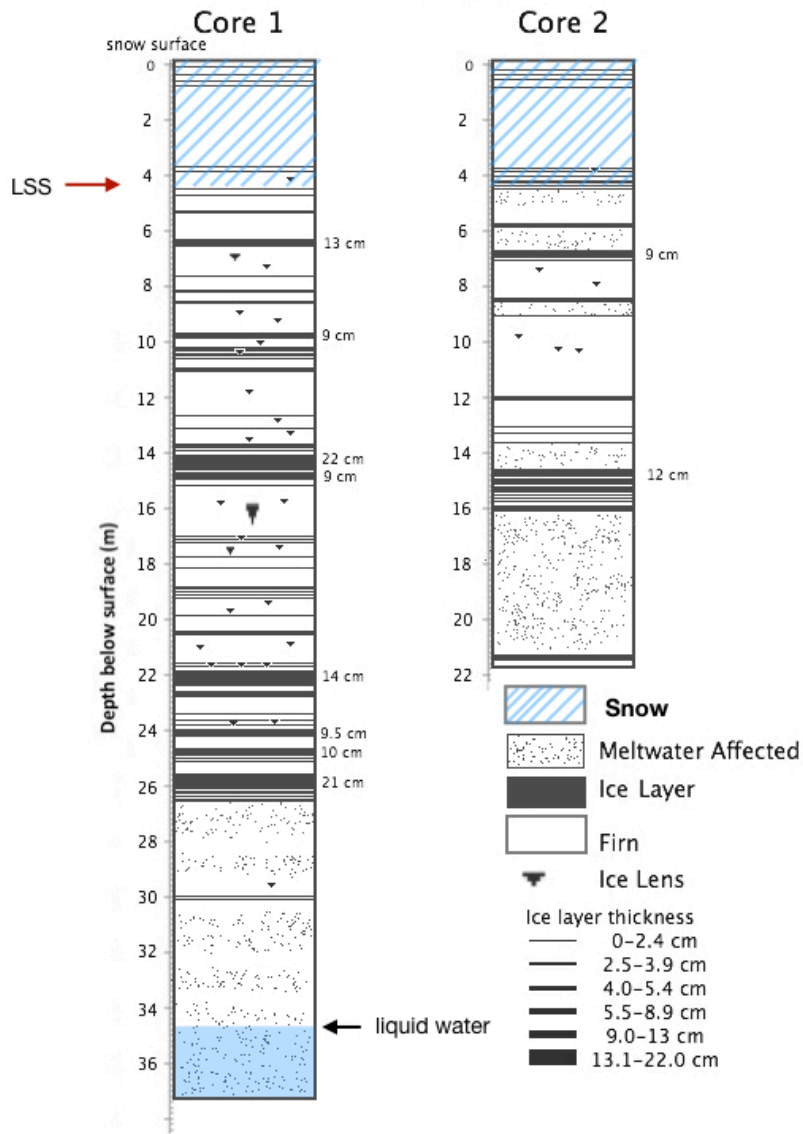 Core 1
Core 2
snow surface
0
2
4
6
8
10
12
14
16
18
20
22
24
26
28
30
32
34
36
Depth below surface (m)
LSS
13 cm
9 cm
22 cm
9 cm
14 cm
9.5 cm
10 cm
21 cm
liquid water
0
2
4
6
8
10
12
14
16
18
20
22
9 cm
12 cm
Snow
Meltwater Affected
Ice Layer
Firn
Ice Lens
Ice layer thickness
0-2.4 cm
2.5-3.9 cm
4.0-5.4 cm
5.5-8.9 cm
9.0-13 cm
13.1-22.0 cm